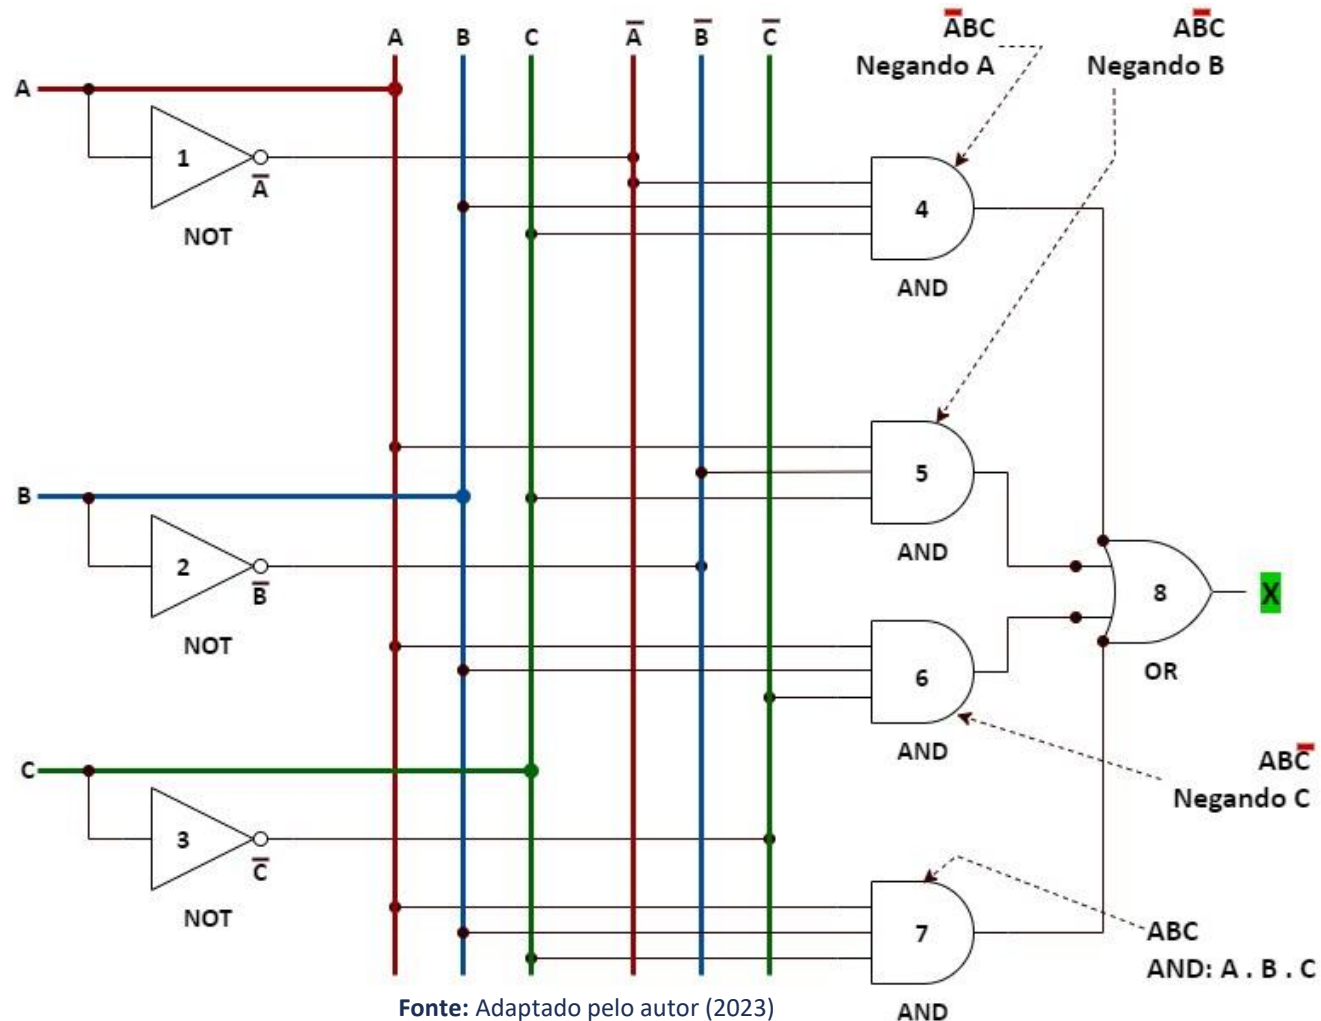 A̅BC
Negando A
AB̅C
Negando B
A
B
C
A̅
B̅
C̅
A
1
A̅
NOT
4
AND
B
2
B̅
NOT
5
AND
6
AND
8
OR
X
C
3
C̅
NOT
ABC̅
Negando C
7
AND
ABC
AND: A . B . C
Fonte: Adaptado pelo autor (2023)